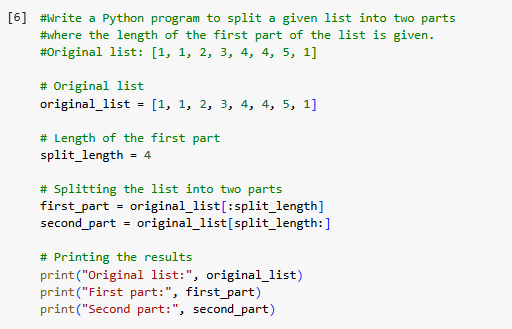 [6] #Write a Python program to split a given list into two parts
#where the length of the first part of the list is given.
#Original list: [1, 1, 2, 3, 4, 4, 5, 1]
# Original list
original_list = [1, 1, 2, 3, 4, 4, 5, 1]
# Length of the first part
split_length = 4
# Splitting the list into two parts
first_part = original_list[:split_length]
second_part = original_list[split_length:]
# Printing the results
print("Original list:", original_list)
print("First part:", first_part)
print("Second part:", second_part)